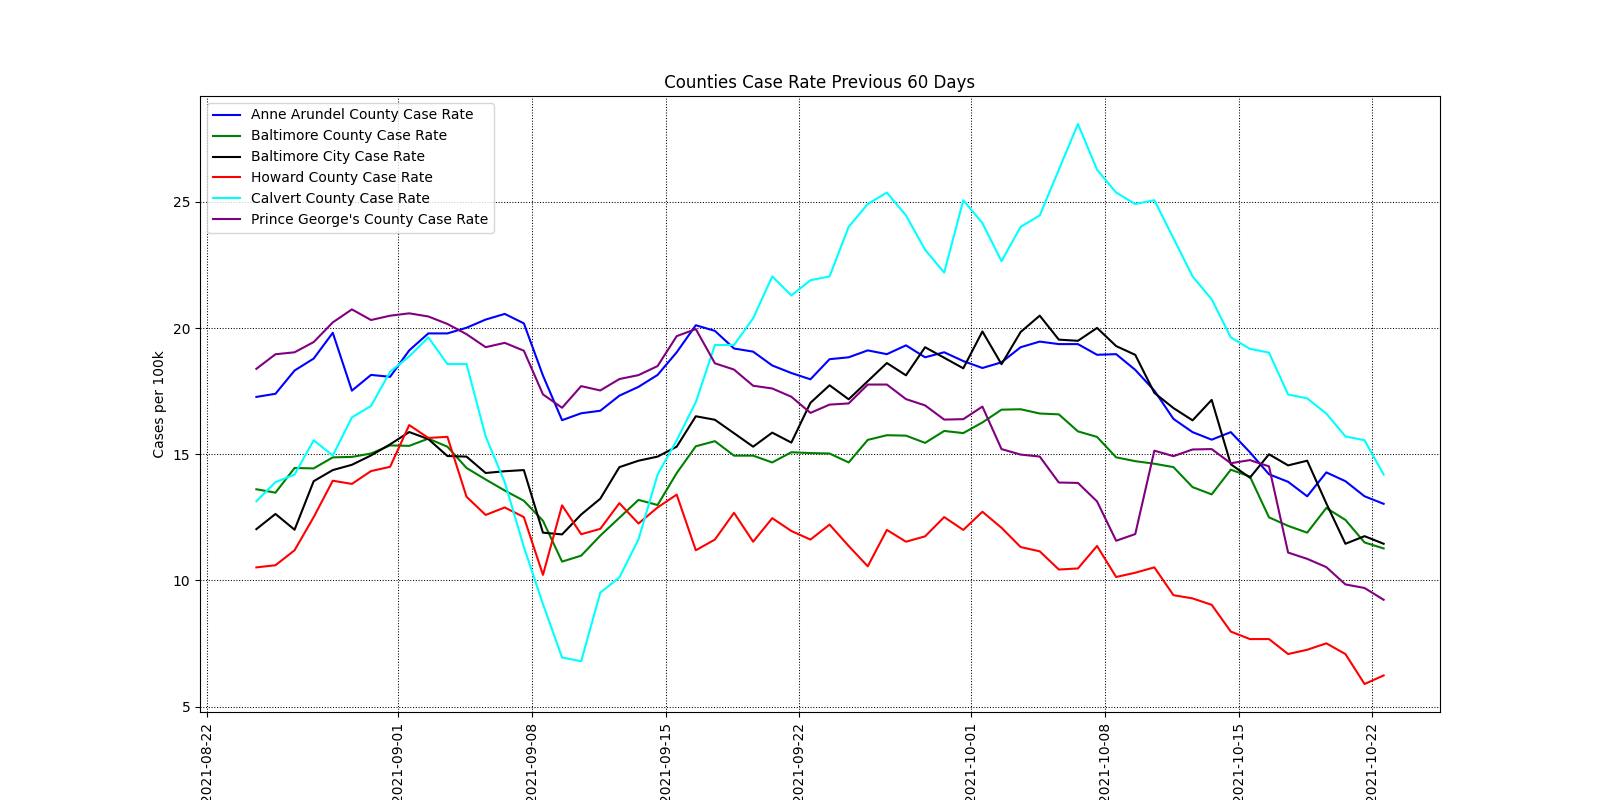 Counties Case Rate Previous 60 Days
Anne Arundel County Case Rate
Baltimore County Case Rate
Baltimore City Case Rate
Howard County Case Rate
Calvert County Case Rate
Prince George's County Case Rate
Cases per 100k
25
20
15
10
5
2021-08-22
2021-09-01
2021-09-08
2021-09-15
2021-09-22
2021-10-01
2021-10-08
2021-10-15
2021-10-22